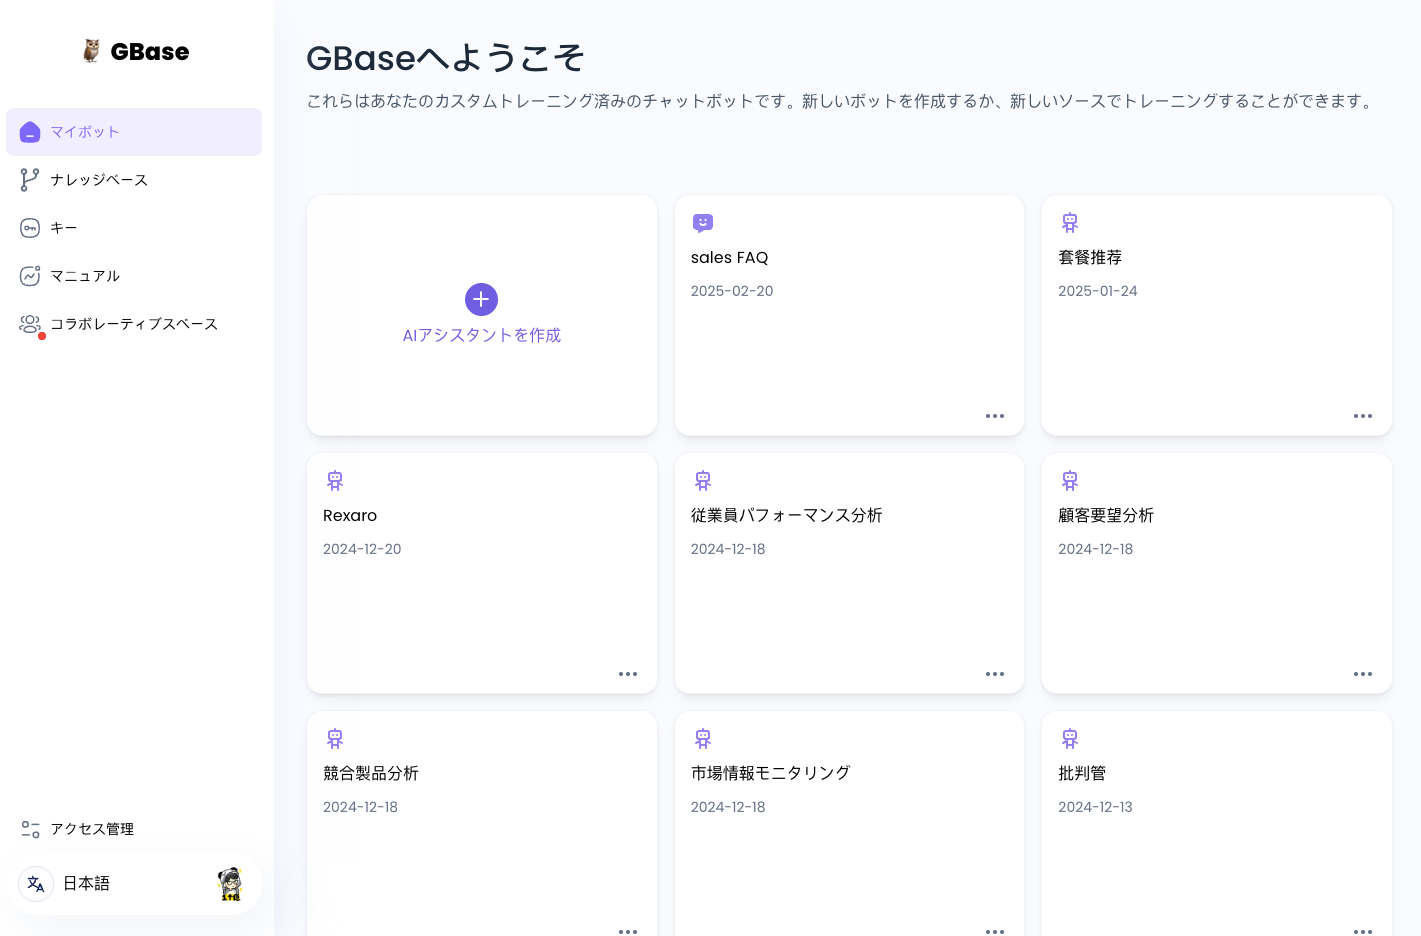 GBase
マイボット
ナレッジベース
キー
マニュアル
コラボレーティブスペース
アクセス管理
日本語
GBaseへようこそ
これらはあなたのカスタムトレーニング済みのチャットボットです。新しいボットを作成するか、新しいソースでトレーニングすることができます。
AIアシスタントを作成
sales FAQ
2025-02-20
套餐推荐
2025-01-24
Rexaro
2024-12-20
従業員パフォーマンス分析
2024-12-18
顧客要望分析
2024-12-18
競合製品分析
2024-12-18
市場情報モニタリング
2024-12-18
批判管
2024-12-13